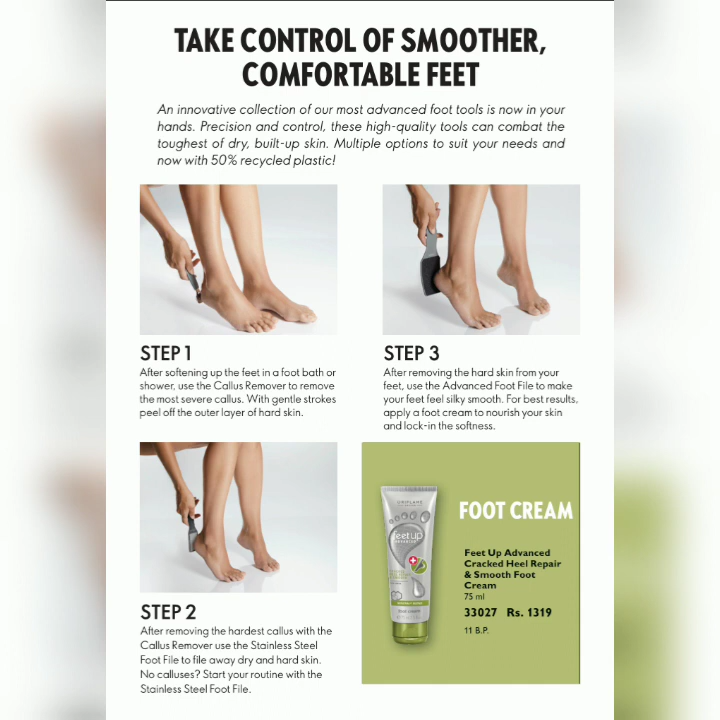 TAKE CONTROL OF SMOOTHER,
COMFORTABLE FEET
An innovative collection of our most advanced foot tools is now in your
hands. Precision and control, these high-quality tools can combat the
toughest of dry, built-up skin. Multiple options to suit your needs and
now with 50% recycled plastic!
STEP 1
After softening up the feet in a foot bath or
shower, use the Callus Remover to remove
the most severe callus. With gentle strokes
peel off the outer layer of hard skin.
STEP 2
After removing the hardest callus with the
Callus Remover use the Stainless Steel
Foot File to file away dry and hard skin.
No calluses? Start your routine with the
Stainless Steel Foot File.
STEP 3
After removing the hard skin from your
feet, use the Advanced Foot File to make
your feet feel silky smooth. For best results,
apply a foot cream to nourish your skin
and lock-in the softness.
ORIFLAME
feet up
ADVANCED
FOOT CREAM
Feet Up Advanced
Cracked Heel Repair
& Smooth Foot
Cream
75 ml
33027 Rs. 1319
11 B.P.